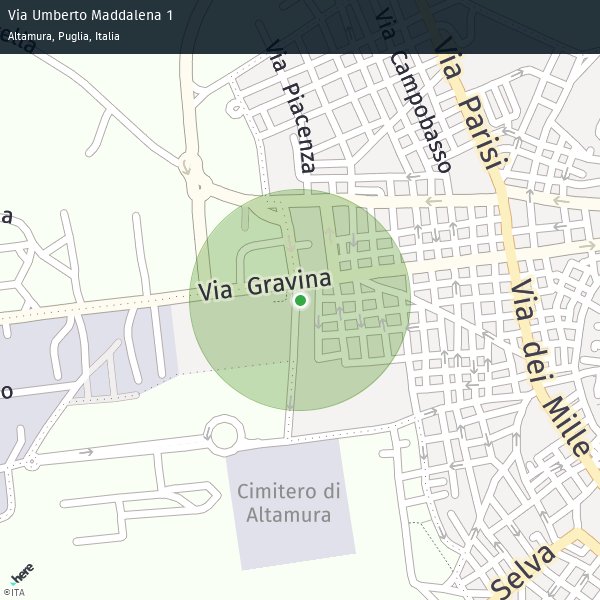 Via Umberto Maddalena 1
Altamura, Puglia, Italia
Via Piacenza
Via Campobasso
Via Parisi
a
Via Gravina
Via dei Mille
o
Cimitero di
Altamura
Selva
here
©ITA